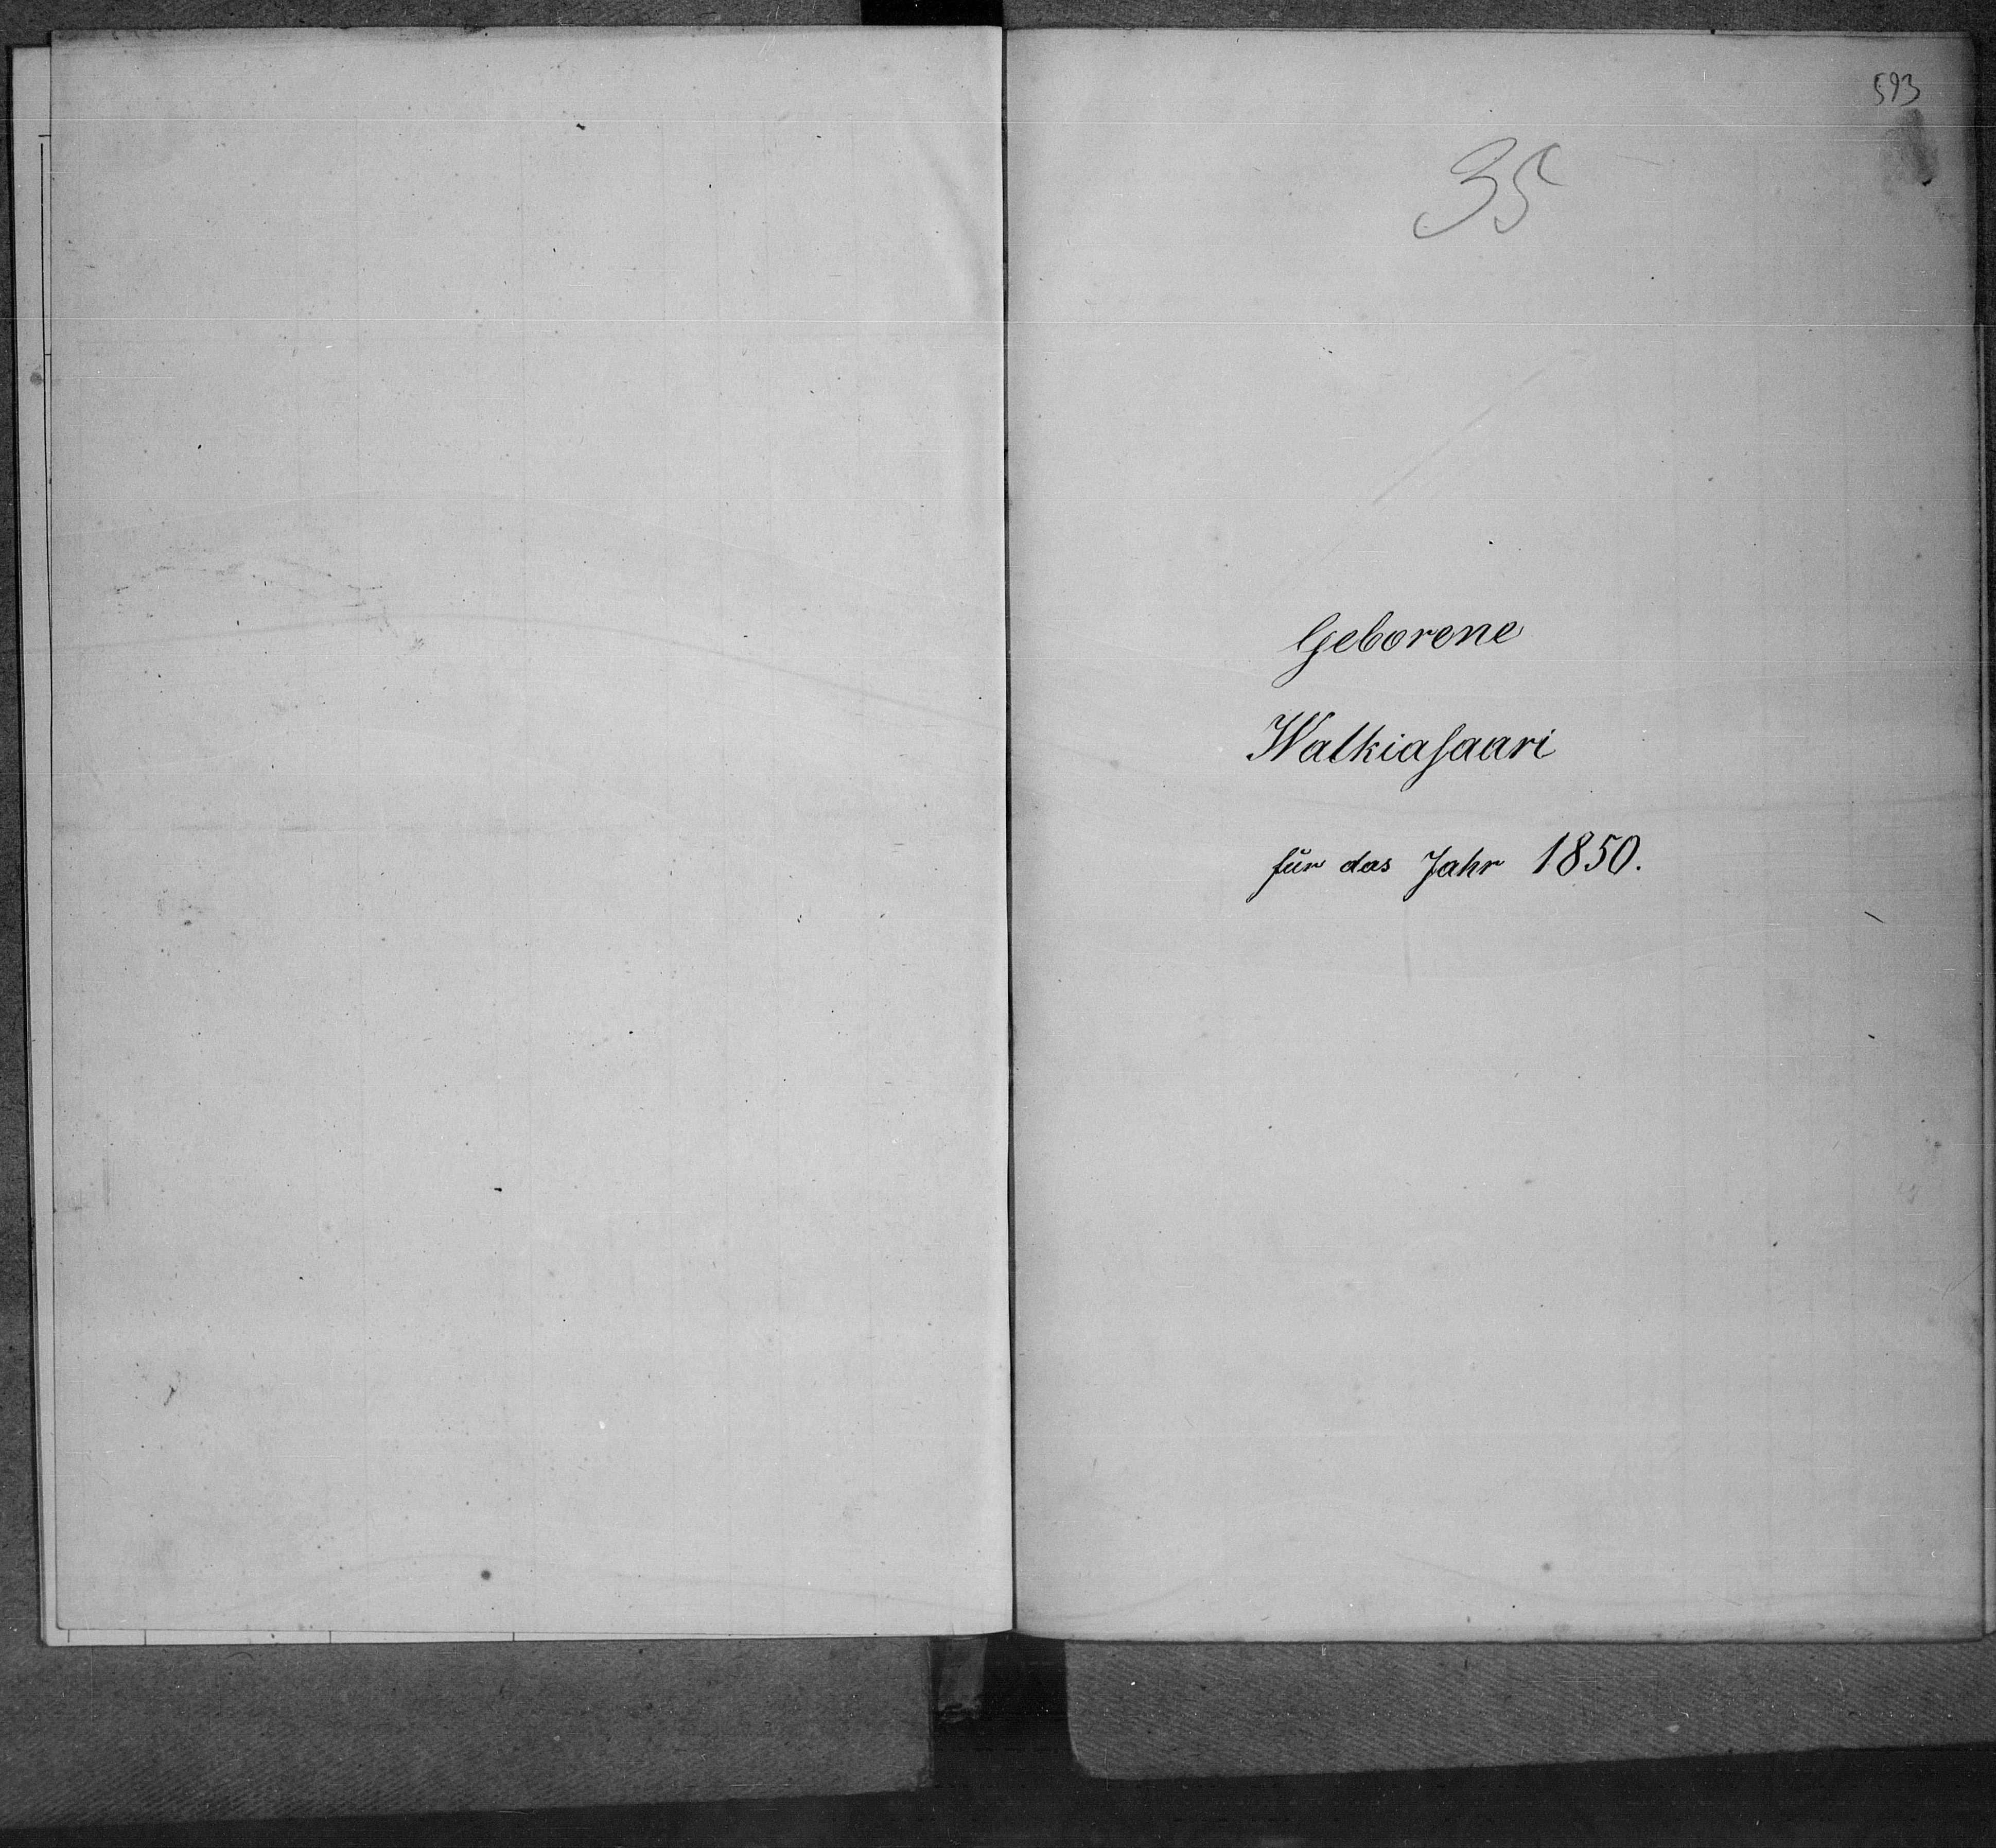 593
35
Geborene
Walkiasaari
für das Jahr 1850.